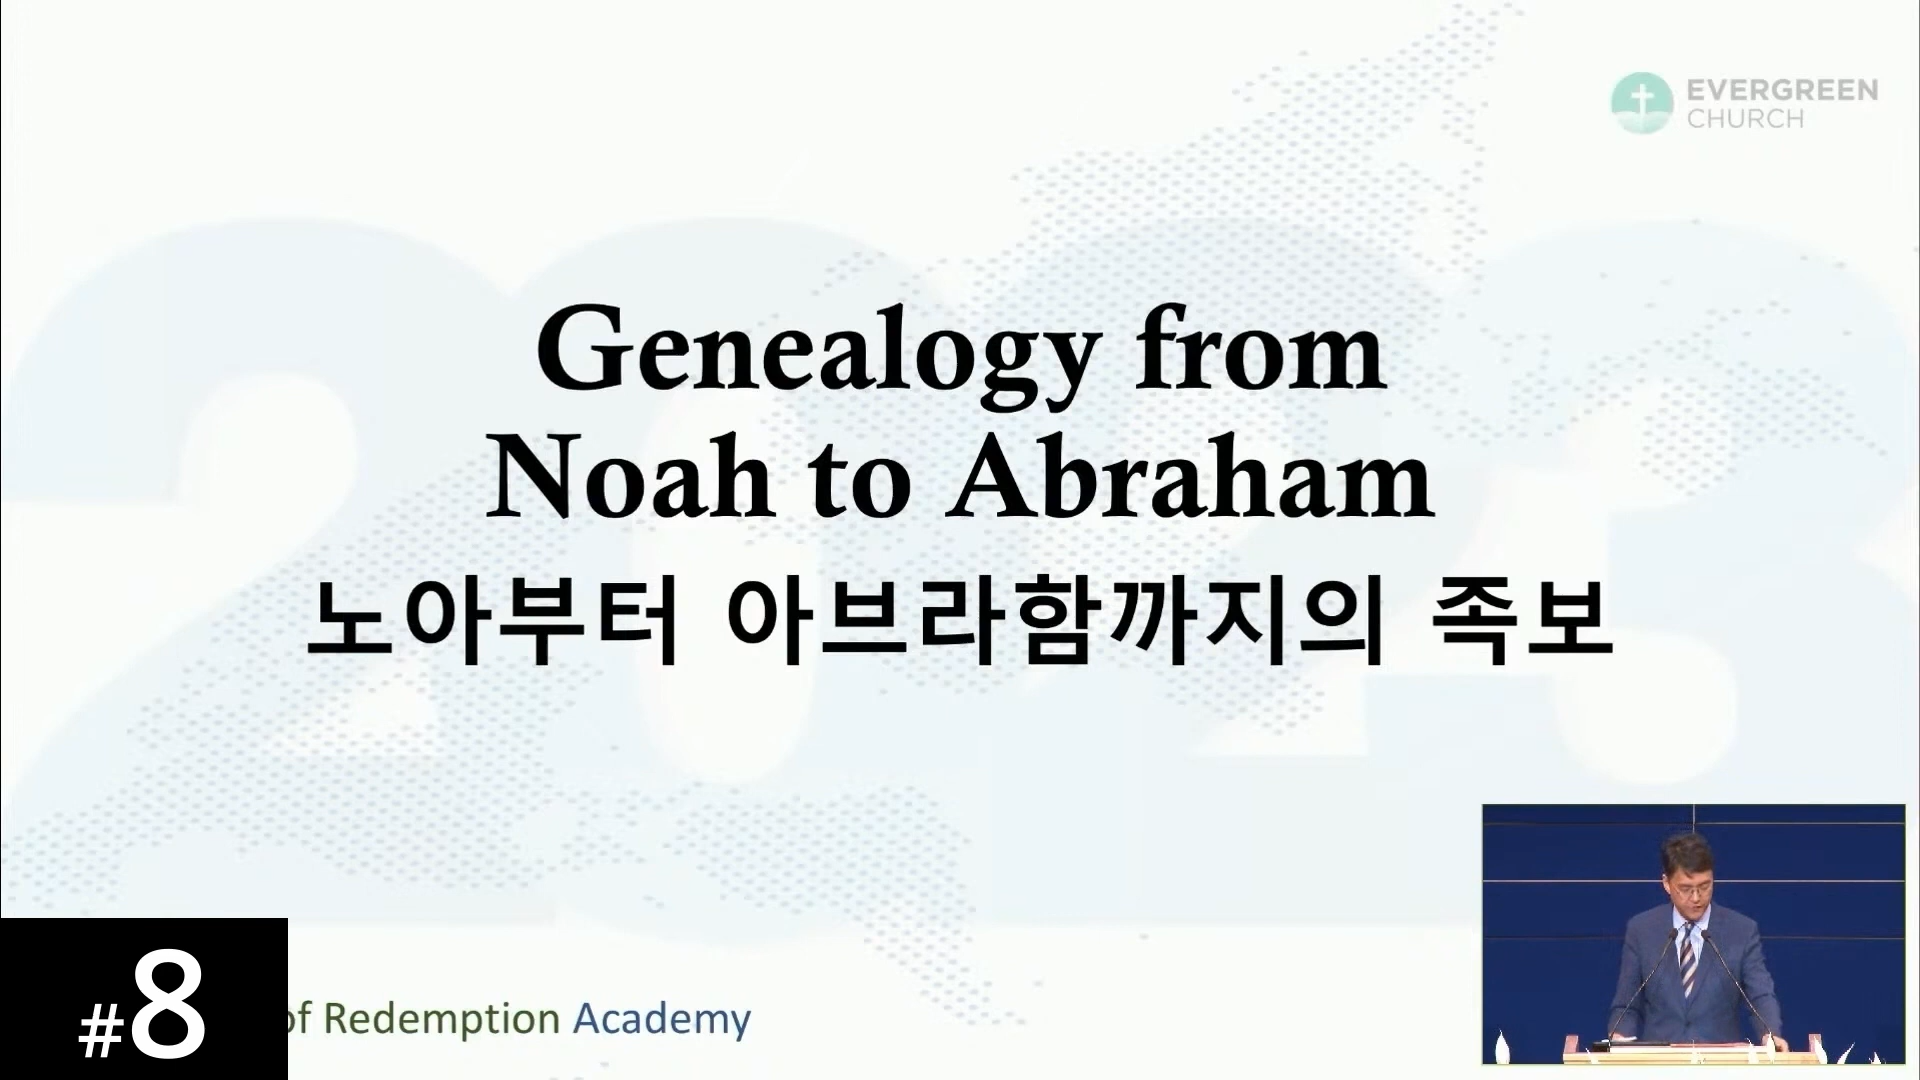 EVERGREEN
CHURCH
2023
Genealogy from
Noah to Abraham
노아부터 아브라함까지의 족보
#8
of Redemption Academy